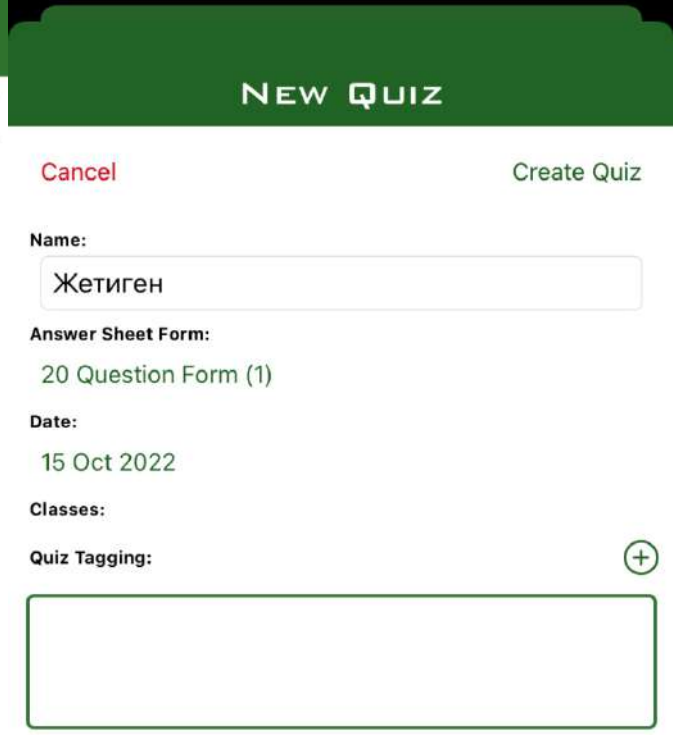 New Quiz
Cancel
Create Quiz
Name:
Жетиген
Answer Sheet Form:
20 Question Form (1)
Date:
15 Oct 2022
Classes:
Quiz Tagging: